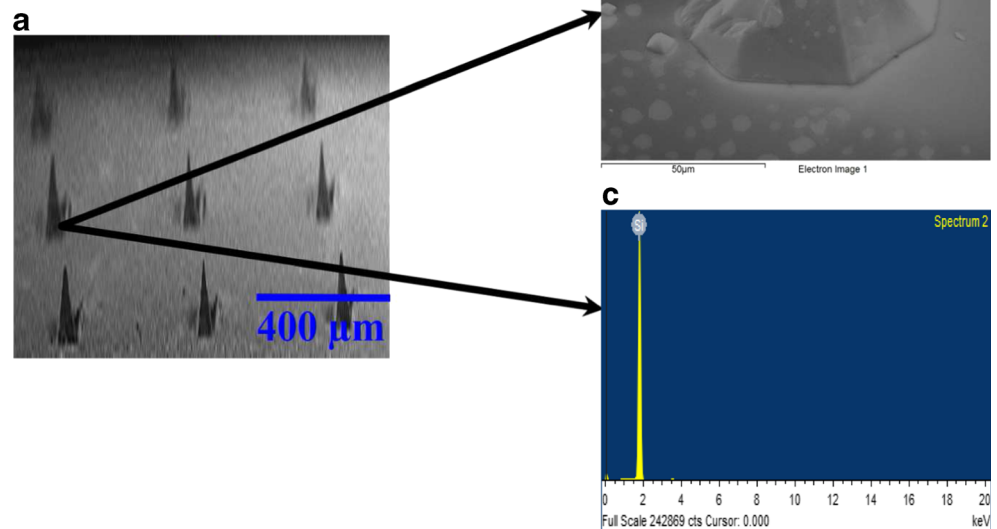 a
400 µm
50µm
Electron Image 1
c
Si
Spectrum 2
0 2 4 6 8 10 12 14 16 18 20
Full Scale 242869 cts Cursor: 0.000
keV